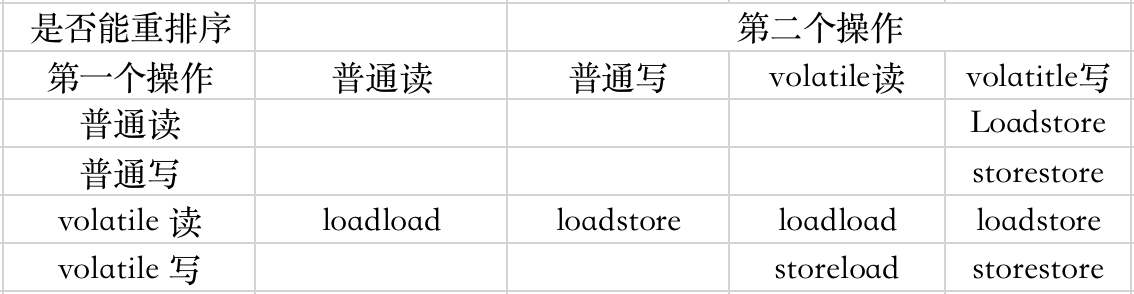 是否能重排序 第二个操作
第一个操作 普通读 普通写 volatile读 volatitle写
普通读 Loadstore
普通写 storestore
volatile 读 loadload loadstore loadload loadstore
volatile 写 storeload storestore